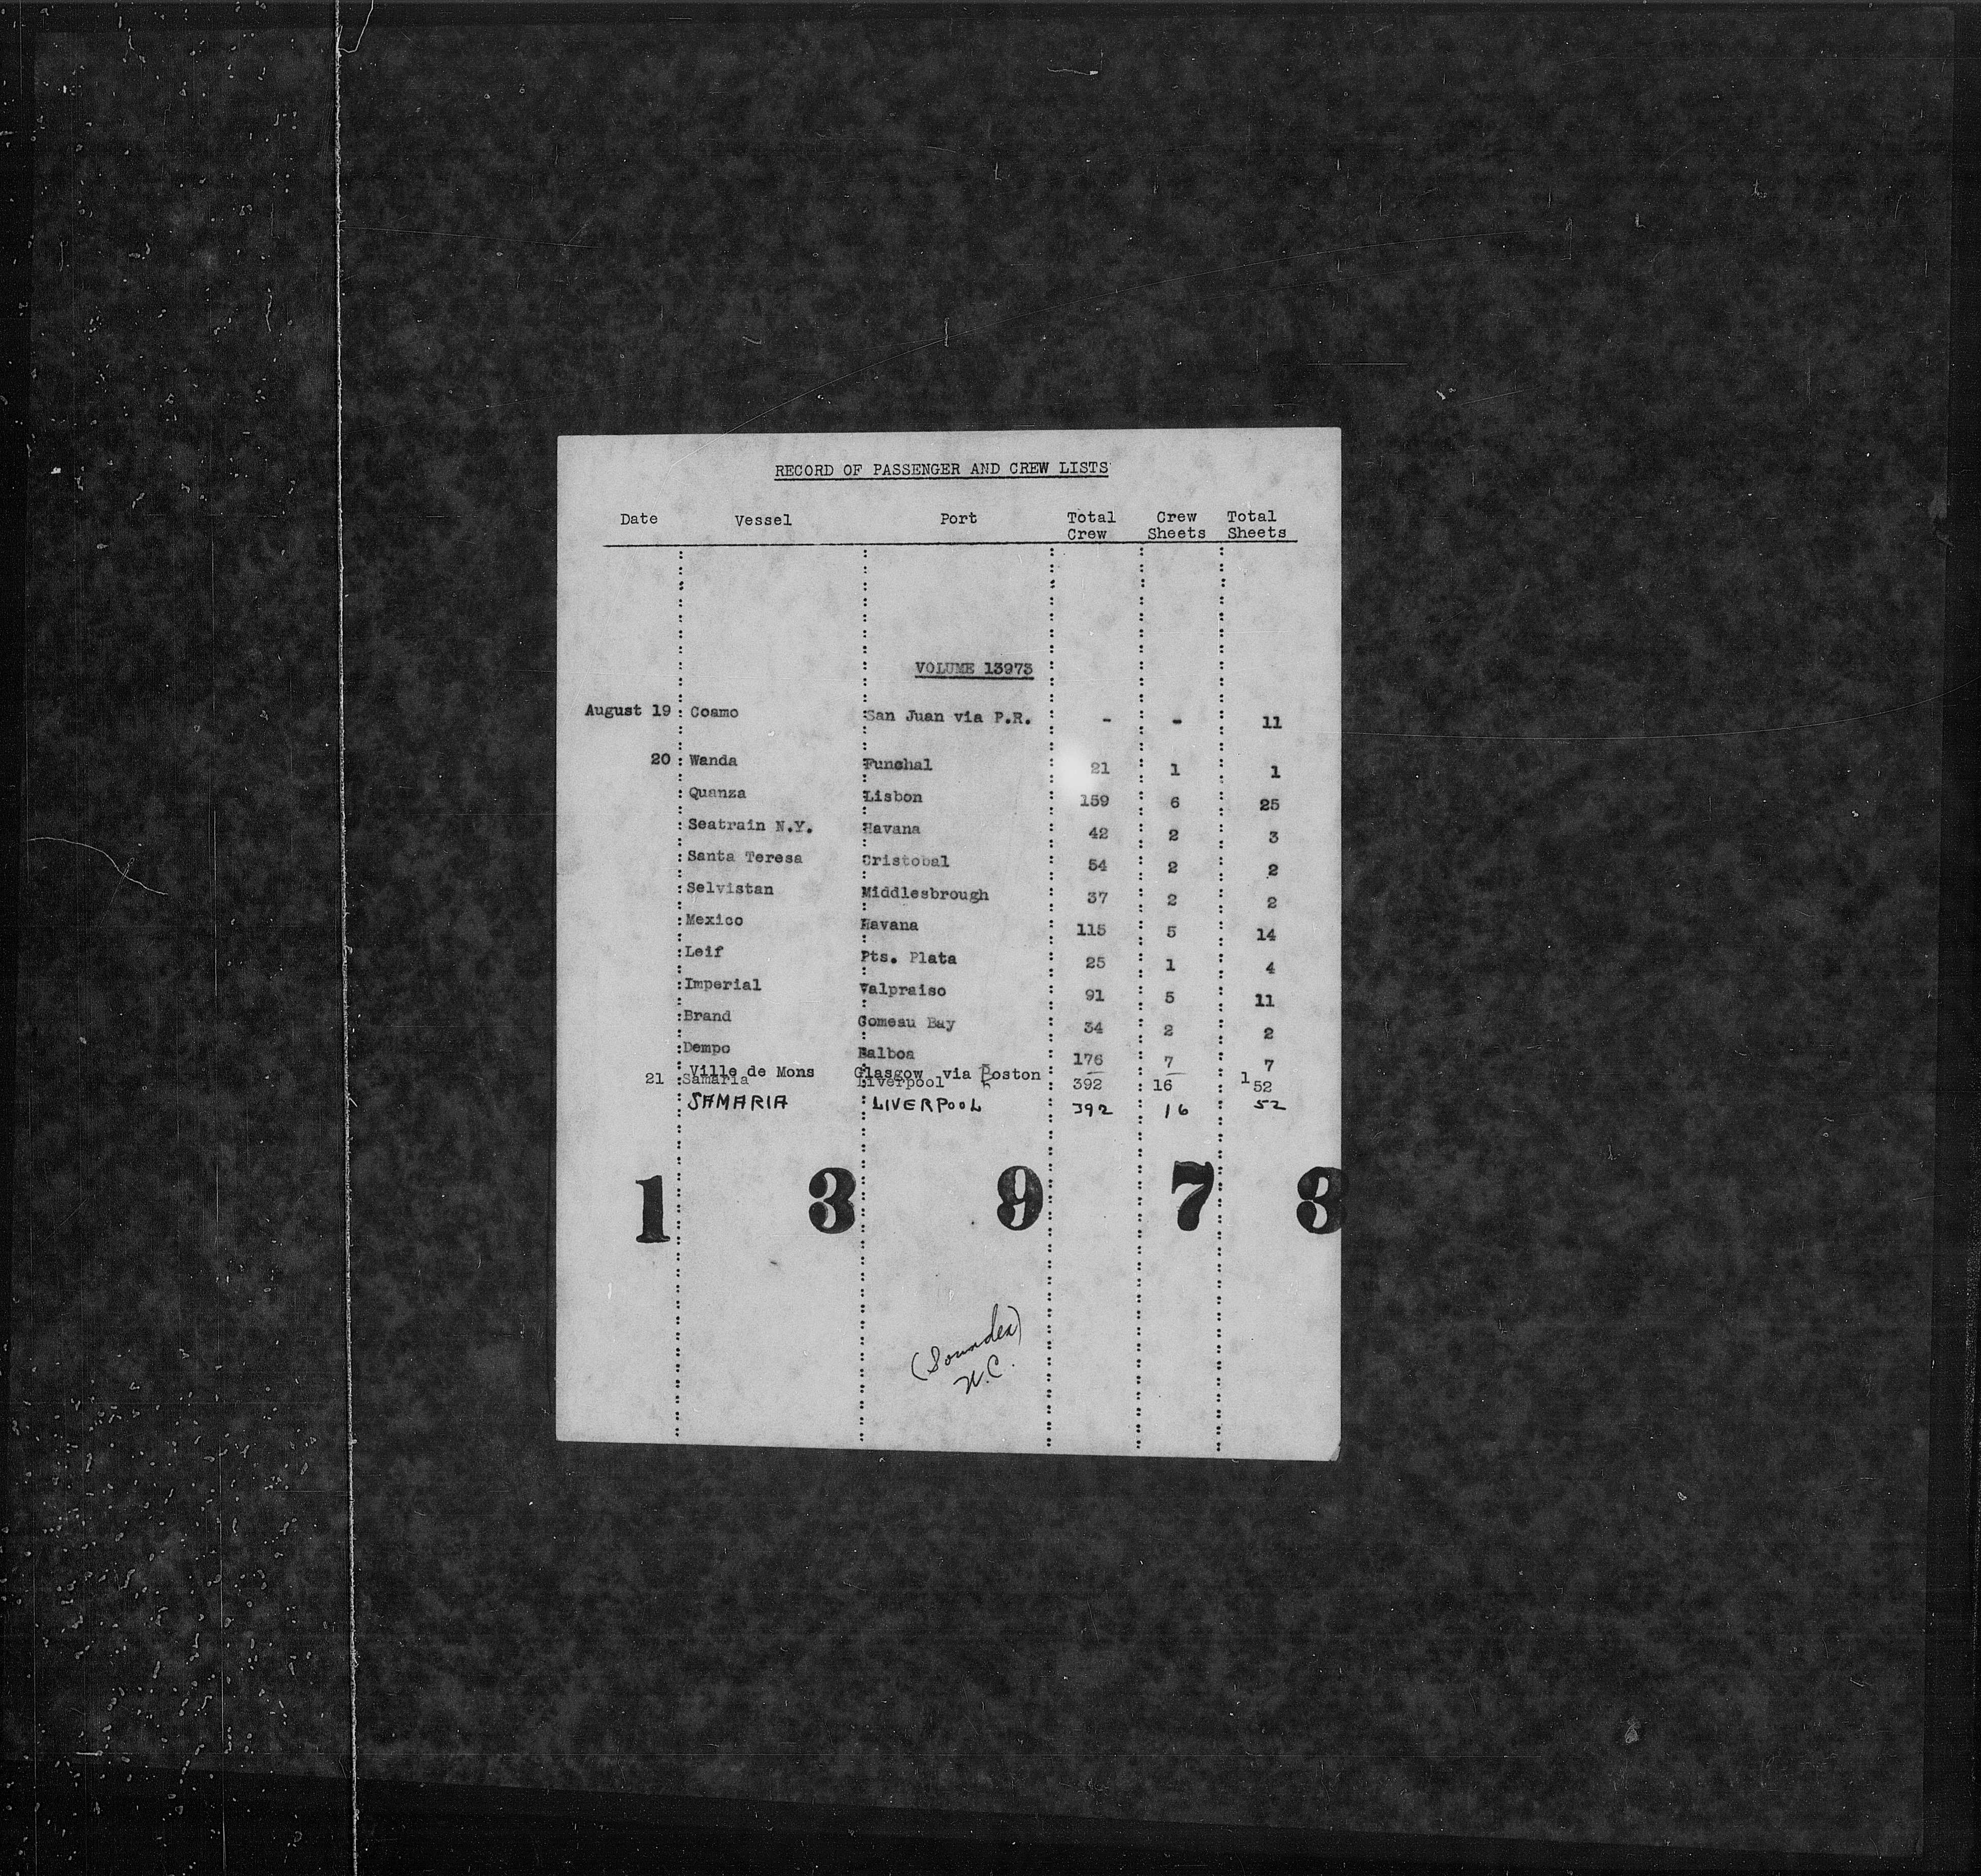 RECORD OF PASSENGER AND CREW LISTS
Date Vessel Port Total Crew Crew Sheets Total Sheets
VOLUME 13973
August 19 Coamo San Juan via P.R. - - 11
20 Wanda Funchal 21 1 1
Quanza Lisbon 159 6 25
Seatrain N.Y. Havana 42 2 3
Santa Teresa Cristobal 54 2 2
Selvistan Middlesbrough 37 2 2
Mexico Havana 115 5 14
Leif Pts. Plata 25 1 4
Imperial Valpraiso 91 5 11
Brand Comeau Bay 34 2 2
Dempo Balboa 176 7 7
Ville de Mons Glasgow via Boston - - 1
21 Samaria Liverpool 392 16 52
SAMARIA LIVERPOOL 392 16 52
1 3 9 7 3
(Soundex)
N.C.